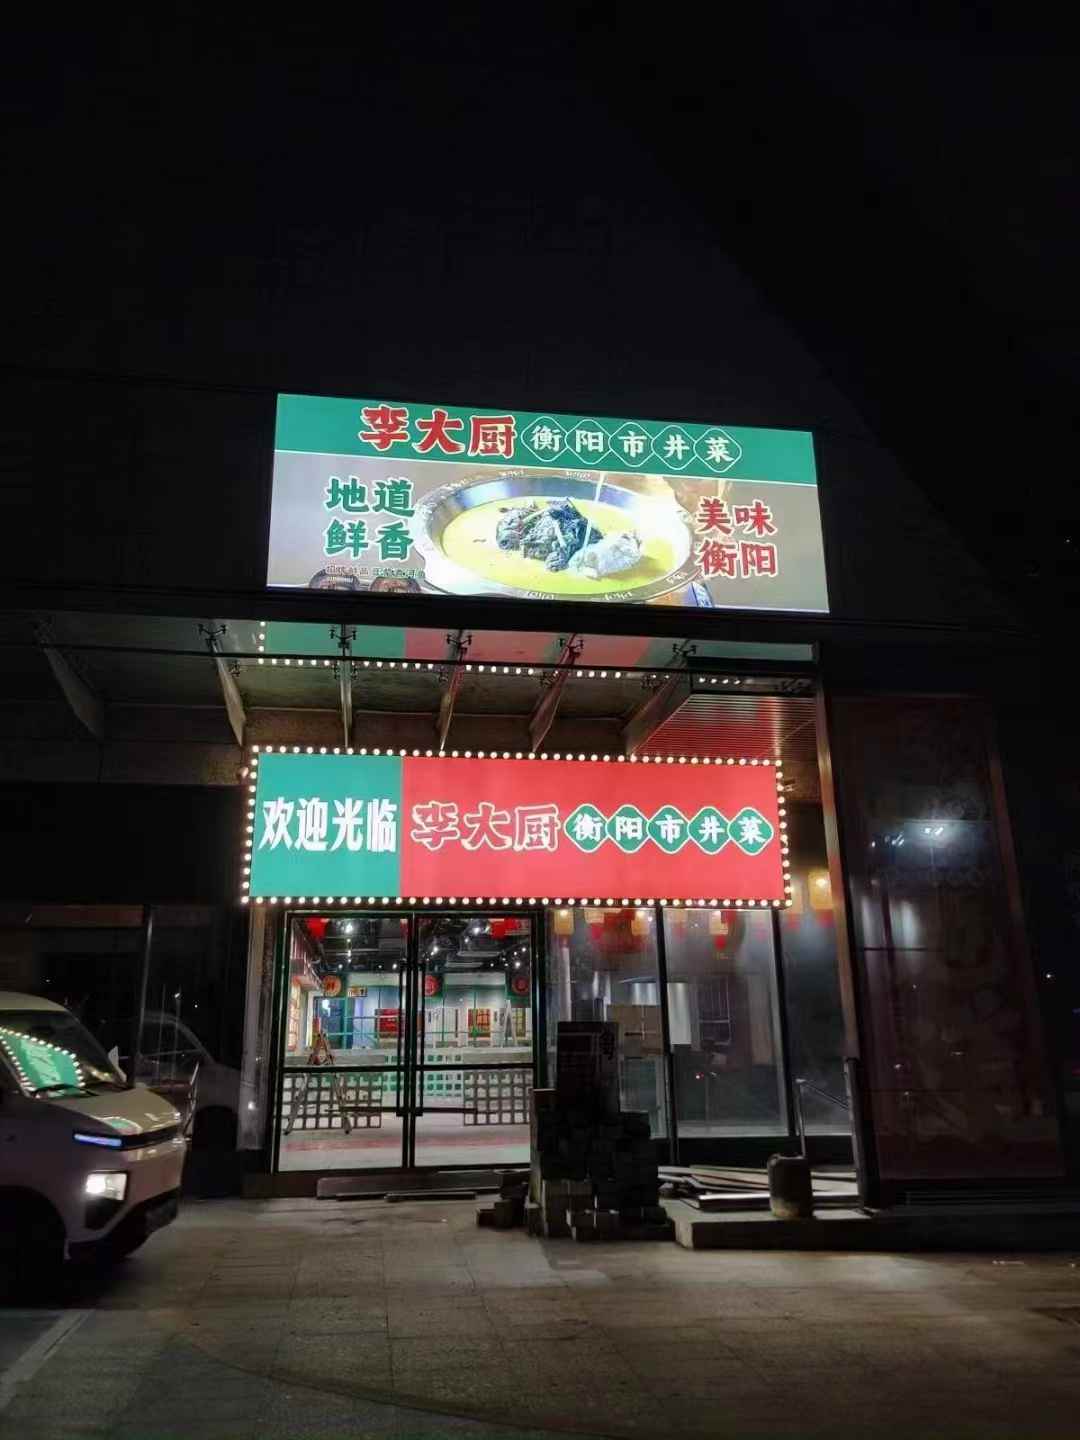 李大厨 衡阳市井菜
地道
鲜香
美味
衡阳
欢迎光临 李大厨 衡阳市井菜